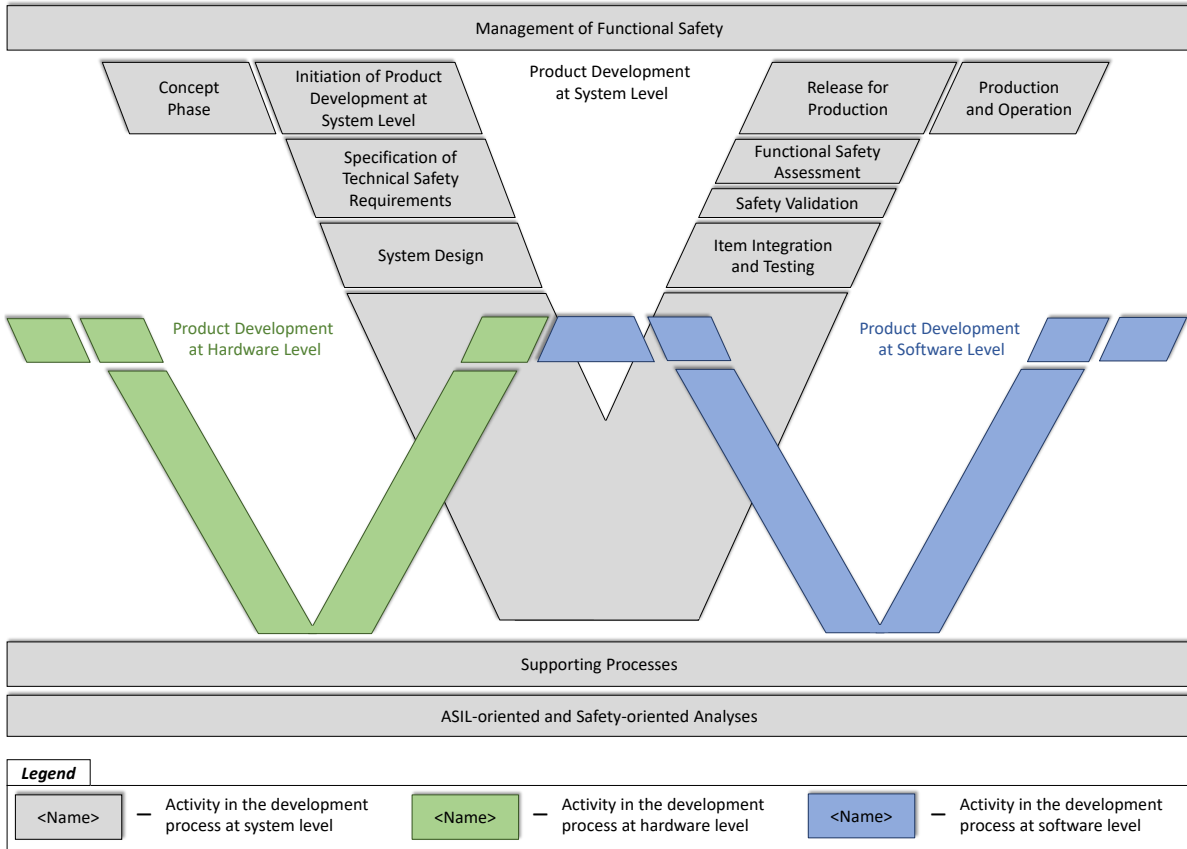 Management of Functional Safety
Concept
Phase
Initiation of Product
Development at
System Level
Product Development
at System Level
Release for
Production
Production
and Operation
Specification of
Technical Safety
Requirements
Functional Safety
Assessment
Safety Validation
System Design
Item Integration
and Testing
Product Development
at Hardware Level
Product Development
at Software Level
Supporting Processes
ASIL-oriented and Safety-oriented Analyses
Legend
<Name>
–
Activity in the development
process at system level
<Name>
–
Activity in the development
process at hardware level
<Name>
–
Activity in the development
process at software level